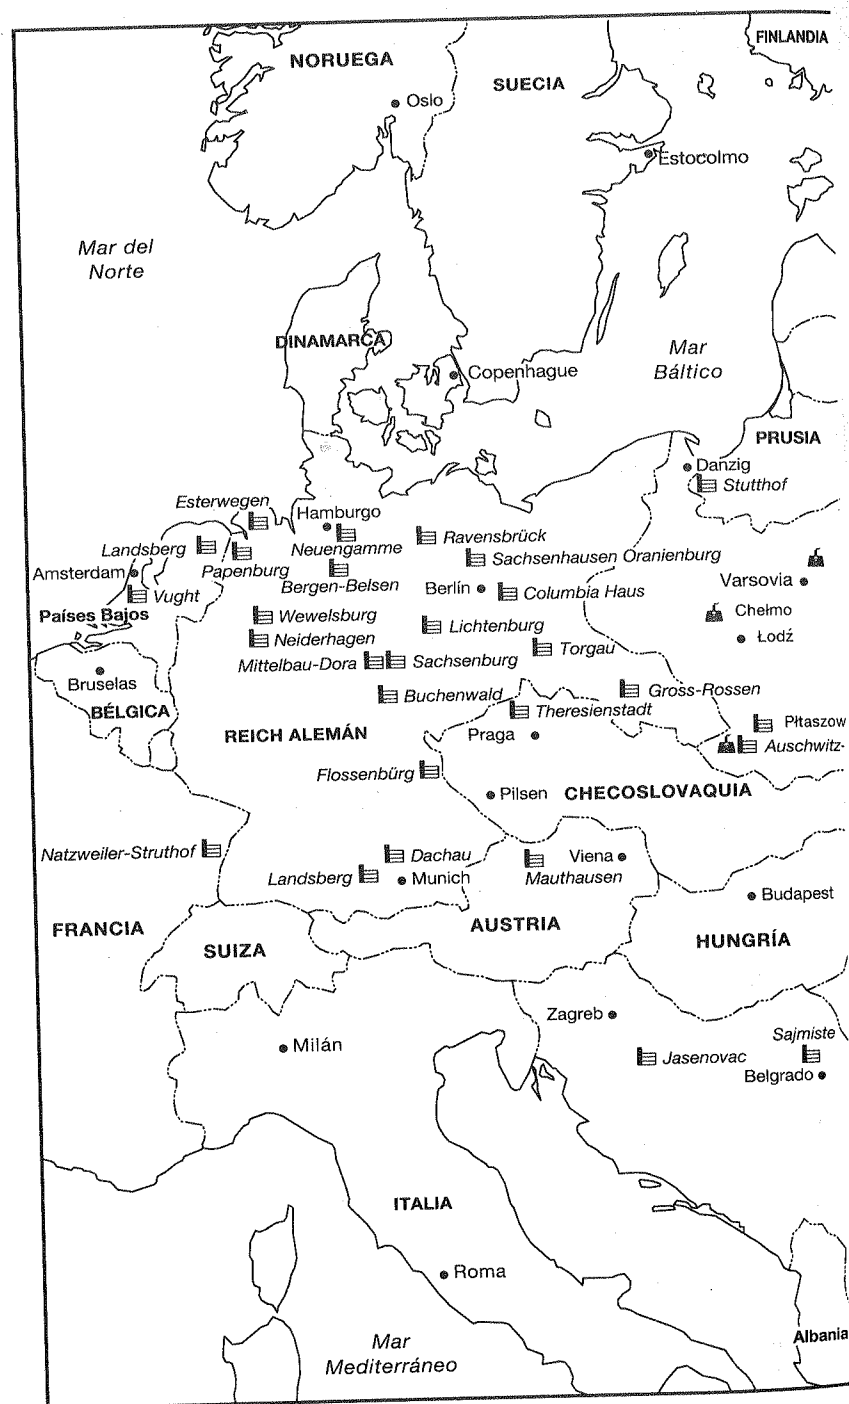 FINLANDIA
NORUEGA
SUECIA
Oslo
Estocolmo
Mar del
Norte
DINAMARCA
Mar
Báltico
Copenhague
PRUSIA
Danzig
Stutthof
Esterwegen
Hamburgo
Landsberg
Neuengamme
Ravensbrück
Papenburg
Sachsenhausen Oranienburg
Amsterdam
Bergen-Belsen
Berlín
Columbia Haus
Varsovia
Vught
Países Bajos
Wewelsburg
Chełmo
Lichtenburg
Neiderhagen
Łodź
Torgau
Mittelbau-Dora
Sachsenburg
Bruselas
Buchenwald
Gross-Rossen
BÉLGICA
Theresienstadt
Płtaszow
REICH ALEMÁN
Praga
Auschwitz-
Flossenbürg
Pilsen
CHECOSLOVAQUIA
Natzweiler-Struthof
Dachau
Viena
Landsberg
Munich
Mauthausen
Budapest
FRANCIA
AUSTRIA
HUNGRÍA
SUIZA
Zagreb
Sajmiste
Milán
Jasenovac
Belgrado
ITALIA
Roma
Albania
Mar
Mediterráneo